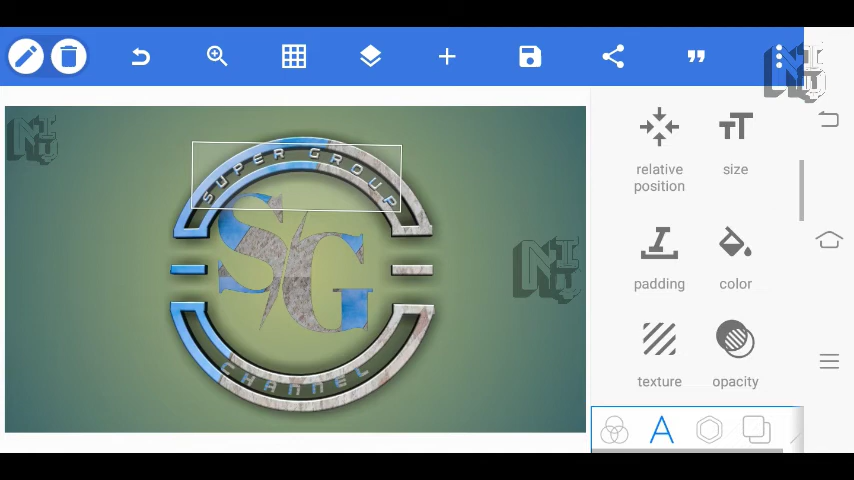 SUPER GROUP
SG
CHANNEL
relative
position
size
padding
color
texture
opacity
A